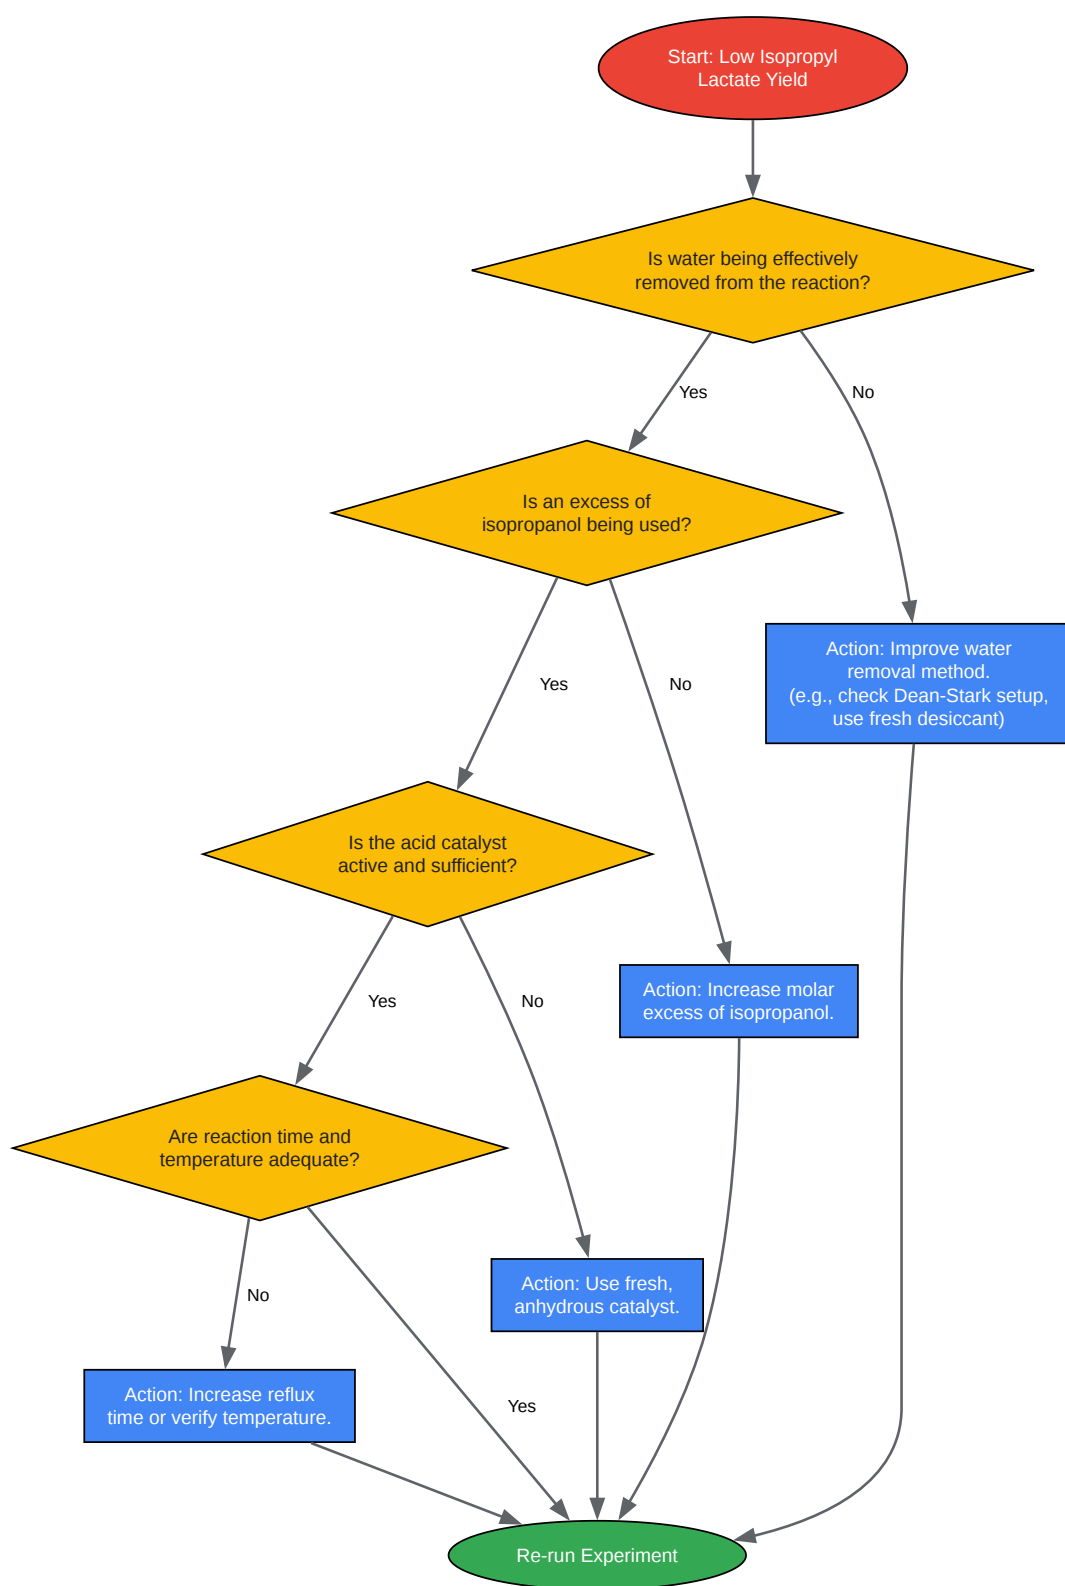 Start: Low Isopropyl
Lactate Yield
Is water being effectively
removed from the reaction?
Yes
No
Is an excess of
isopropanol being used?
Action: Improve water
removal method.
(e.g., check Dean-Stark setup,
use fresh desiccant)
Yes
No
Is the acid catalyst
active and sufficient?
Action: Increase molar
excess of isopropanol.
Yes
No
Are reaction time and
temperature adequate?
Action: Use fresh,
anhydrous catalyst.
No
Action: Increase reflux
time or verify temperature.
Yes
Re-run Experiment